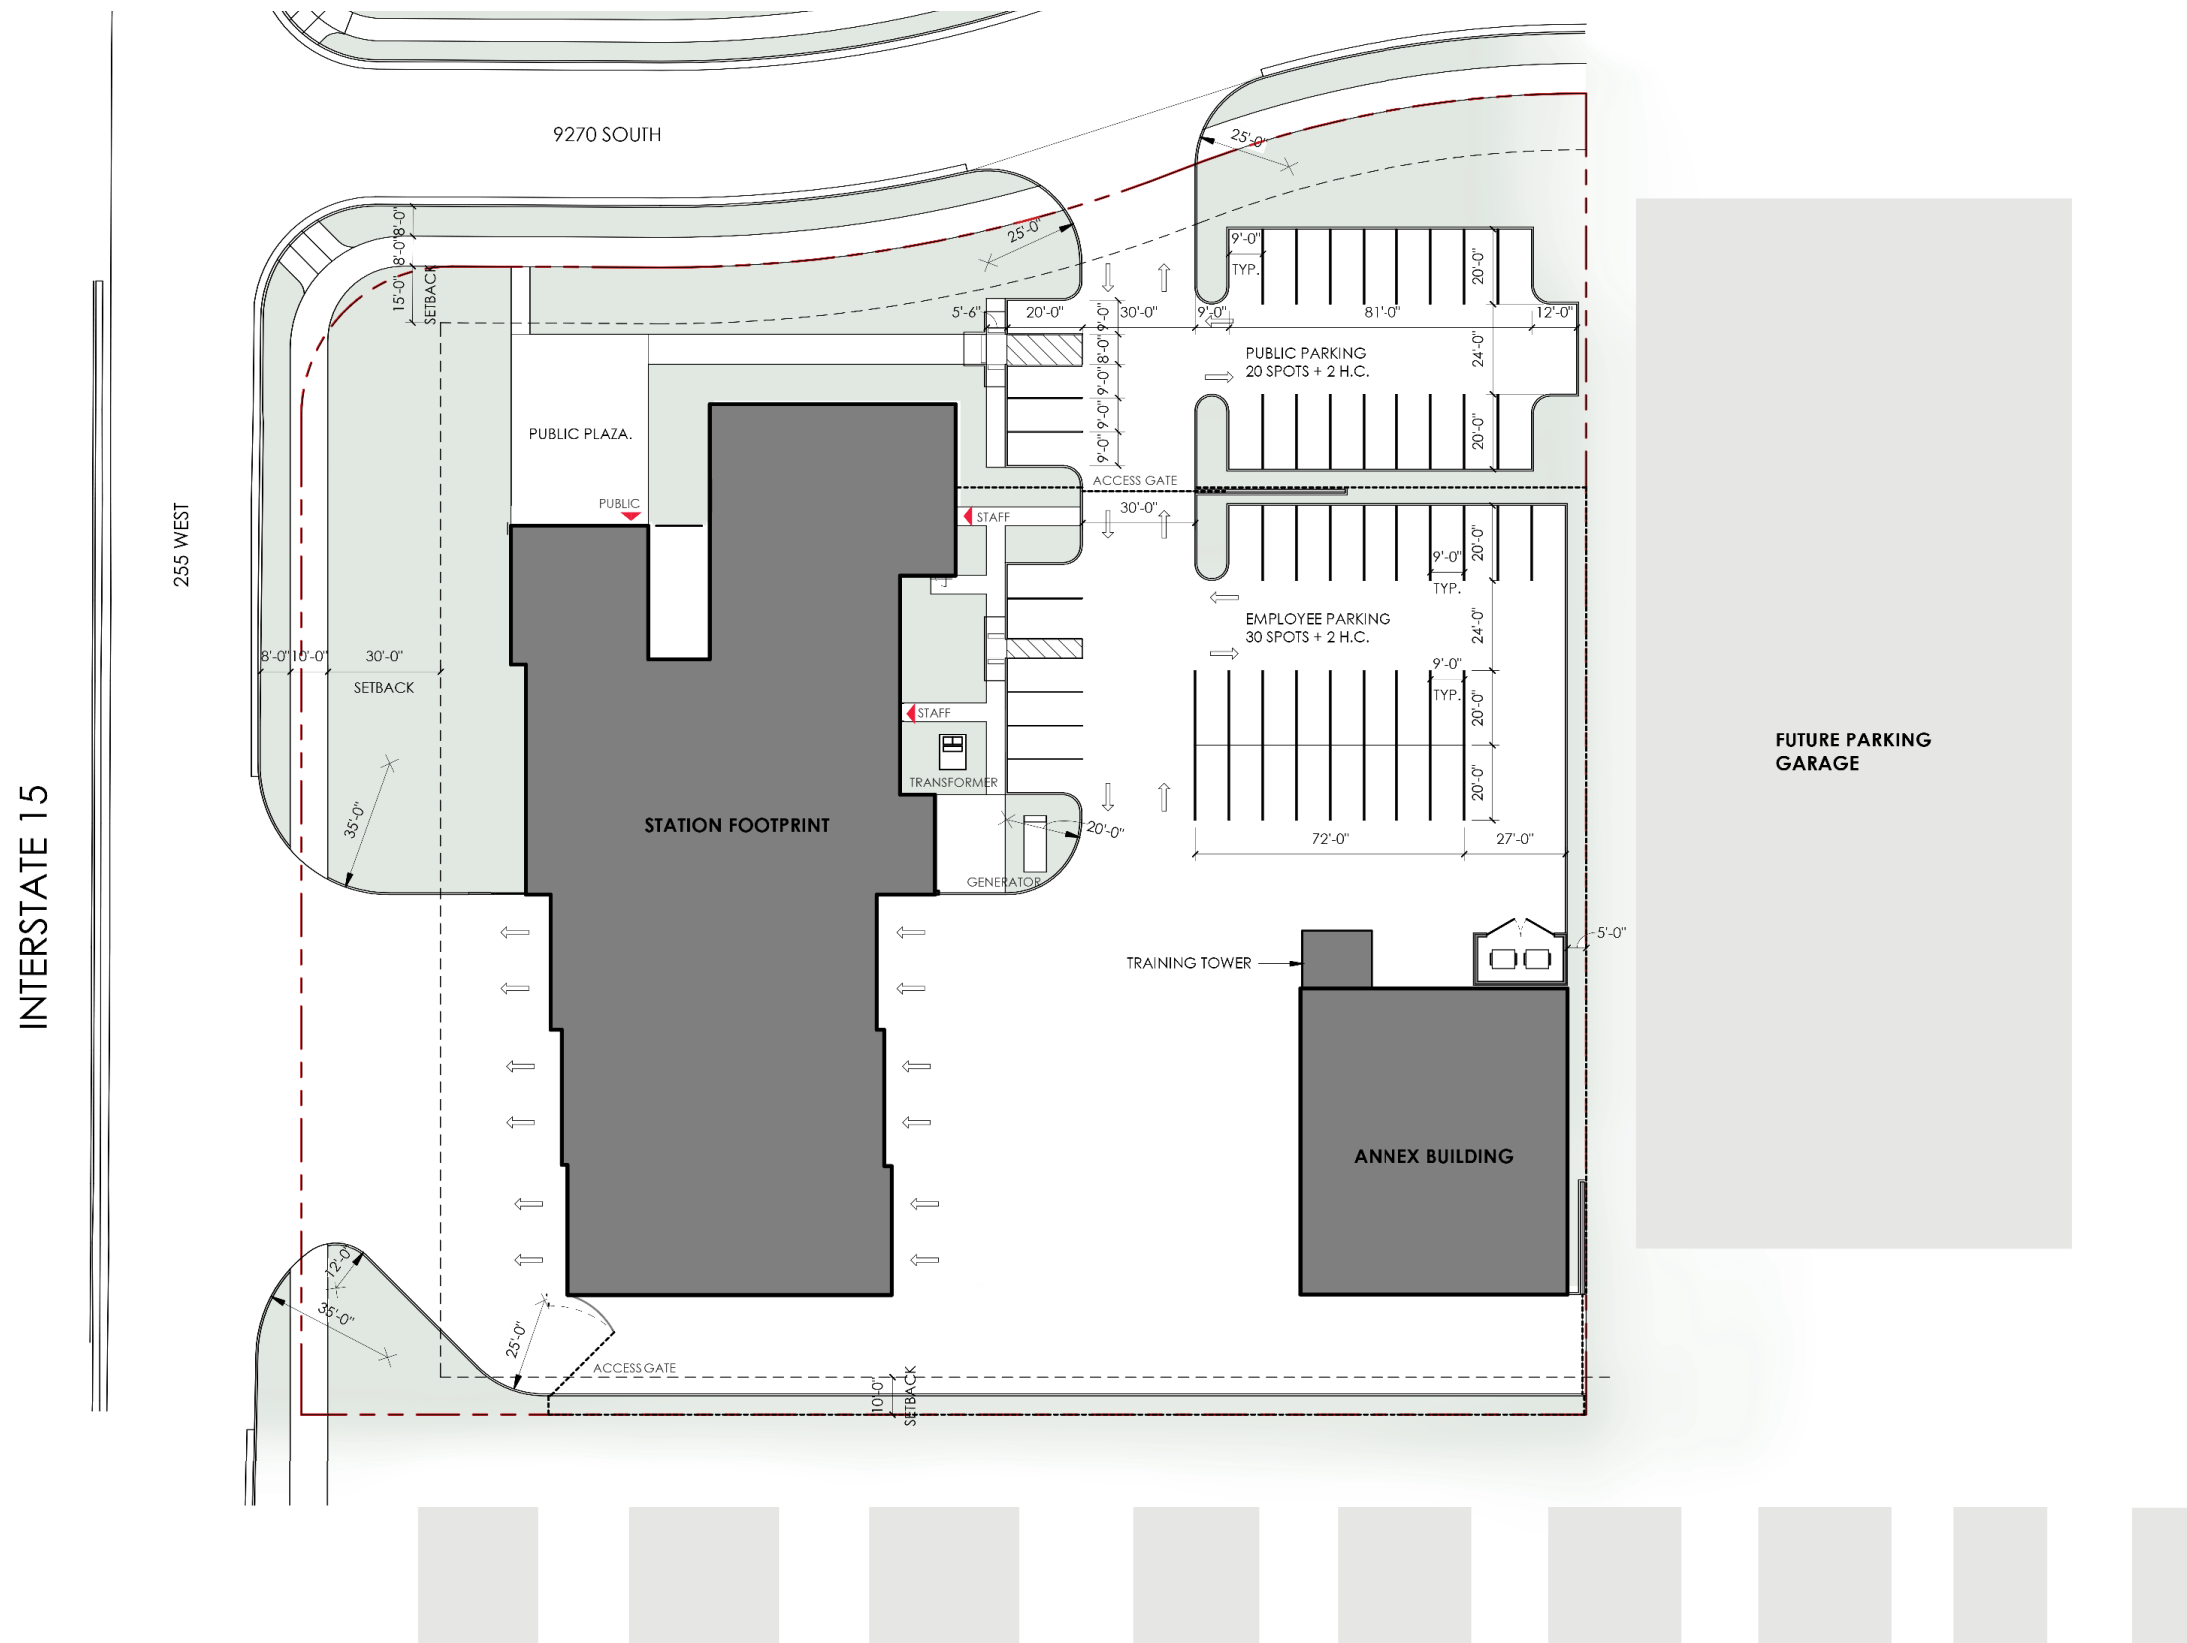 9270 SOUTH
25'-0"
8'-0"
8'-0"
15'-0"
SETBACK
25'-0"
9'-0"
TYP.
20'-0"
5'-6"
20'-0"
9'-0"
30'-0"
9'-0"
81'-0"
12'-0"
8'-0"
9'-0"
9'-0"
9'-0"
PUBLIC PARKING
20 SPOTS + 2 H.C.
24'-0"
20'-0"
PUBLIC PLAZA.
PUBLIC
ACCESS GATE
30'-0"
STAFF
255 WEST
9'-0"
TYP.
20'-0"
EMPLOYEE PARKING
30 SPOTS + 2 H.C.
24'-0"
9'-0"
TYP.
20'-0"
20'-0"
8'-0"
10'-0"
30'-0"
SETBACK
STAFF
TRANSFORMER
35'-0"
STATION FOOTPRINT
20'-0"
GENERATOR
72'-0"
27'-0"
FUTURE PARKING
GARAGE
INTERSTATE 15
5'-0"
TRAINING TOWER
ANNEX BUILDING
12'-0"
35'-0"
25'-0"
ACCESS GATE
10'-0"
SETBACK